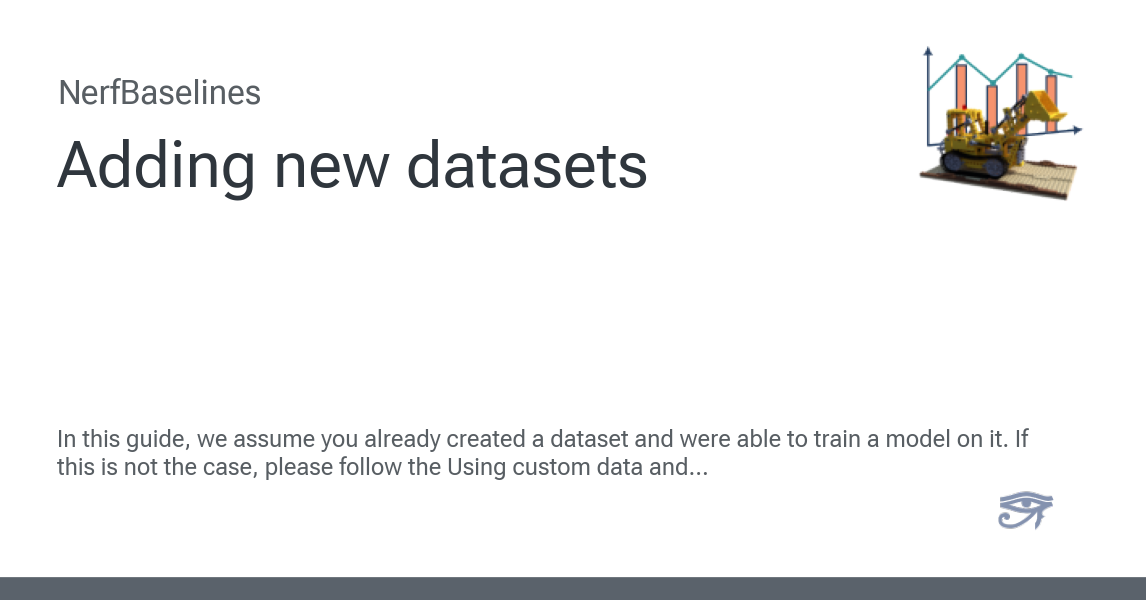 NerfBaselines
Adding new datasets
In this guide, we assume you already created a dataset and were able to train a model on it. If
this is not the case, please follow the Using custom data and...